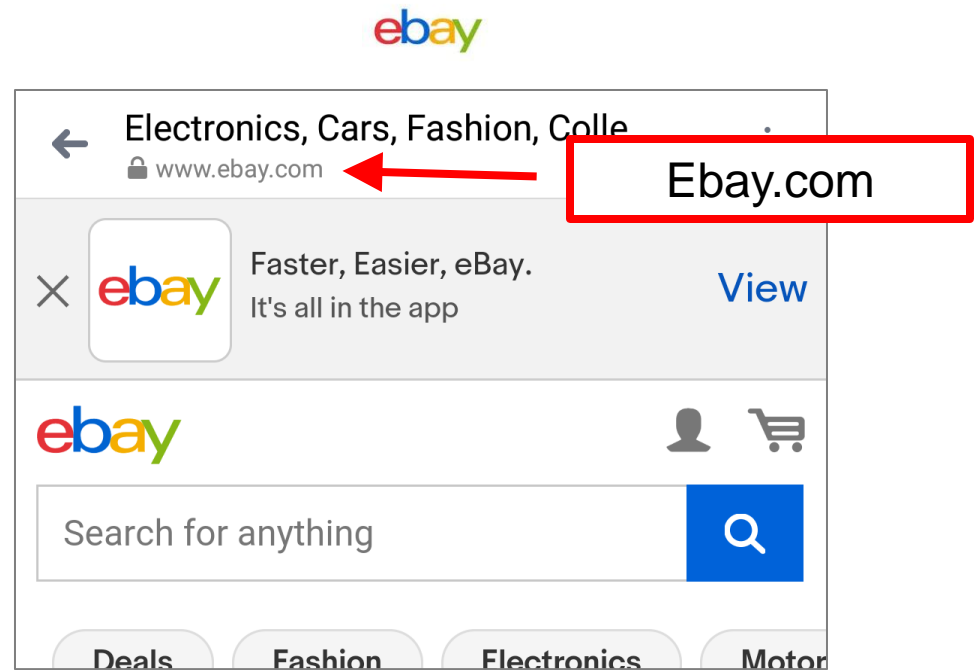 ebay
Electronics, Cars, Fashion, Colle
www.ebay.com
Ebay.com
ebay
Faster, Easier, eBay.
It's all in the app
View
ebay
Search for anything
Deals
Fashion
Electronics
Motor